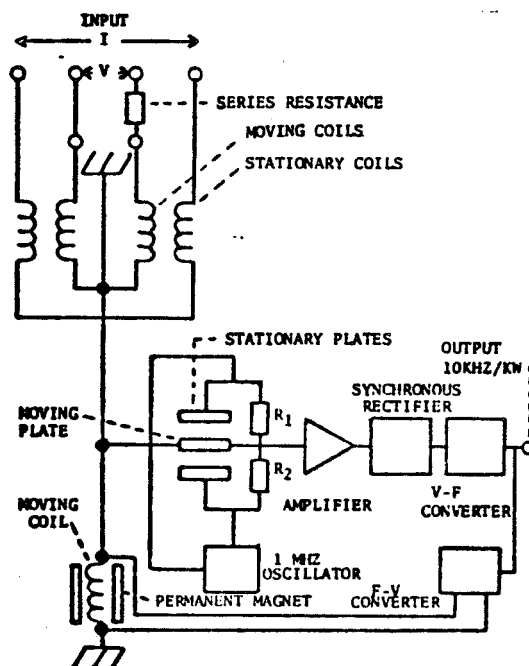 INPUT
I
V
SERIES RESISTANCE
MOVING COILS
STATIONARY COILS
STATIONARY PLATES
OUTPUT
10KHZ/KW
SYNCHRONOUS
RECTIFIER
MOVING
PLATE
R1
R2
AMPLIFIER
V-F
CONVERTER
MOVING
COIL
1 MHZ
OSCILLATOR
F-V
CONVERTER
PERMANENT MAGNET